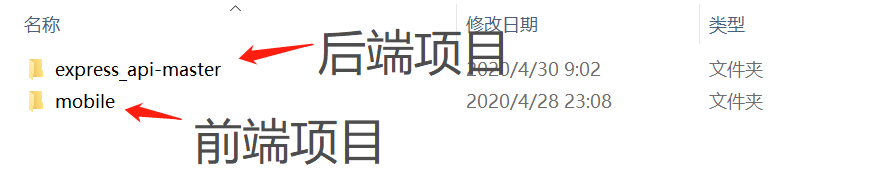 名称 修改日期 类型
express_api-master 后端项目 2020/4/30 9:02 文件夹
mobile 2020/4/28 23:08 文件夹
前端项目